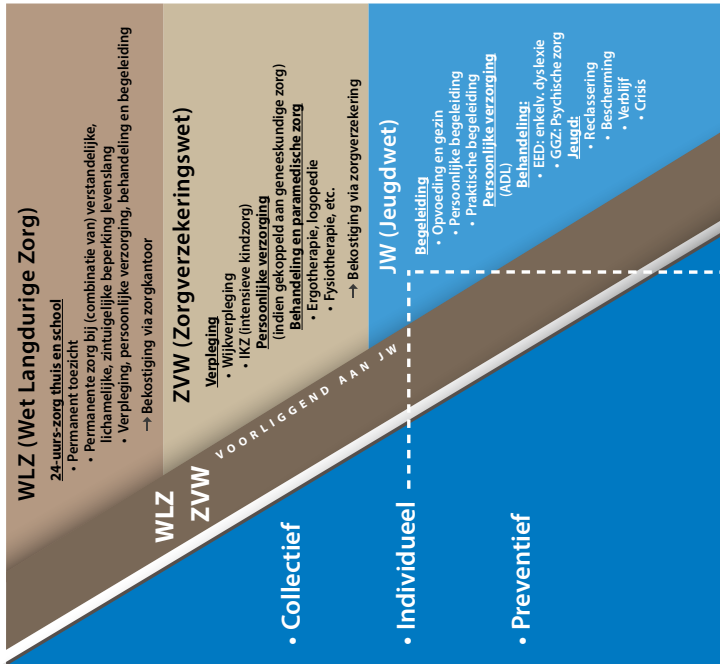 WLZ (Wet Langdurige Zorg)
24-uurs-zorg thuis en school
• Permanent toezicht
• Permanente zorg bij (combinatie van) verstandelijke,
lichamelijke, zintuigelijke beperking levenslang
• Verpleging, persoonlijke verzorging, behandeling en begeleiding
→ Bekostiging via zorgkantoor
ZVW (Zorgverzekeringswet)
Verpleging
• Wijkverpleging
• IKZ (intensieve kindzorg)
Persoonlijke verzorging
(indien gekoppeld aan geneeskundige zorg)
Behandeling en paramedische zorg
• Ergotherapie, logopedie
• Fysiotherapie, etc.
→ Bekostiging via zorgverzekering
JW (Jeugdwet)
Begeleiding
• Opvoeding en gezin
• Persoonlijke begeleiding
• Praktische begeleiding
Persoonlijke verzorging
(ADL)
Behandeling:
• EED: enkelv. dyslexie
• GGZ: Psychische zorg
Jeugd:
• Reclassering
• Bescherming
• Verblijf
• Crisis
WLZ
ZVW
VOORLIGGEND AAN JW
• Collectief
• Individueel
• Preventief